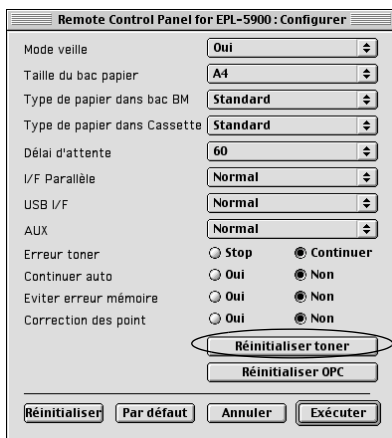 Remote Control Panel for EPL-5900 : Configurer
Mode veille Oui
Taille du bac papier A4
Type de papier dans bac BM Standard
Type de papier dans Cassette Standard
Délai d'attente 60
I/F Parallèle Normal
USB I/F Normal
AUX Normal
Erreur toner Stop Continuer
Continuer auto Oui Non
Eviter erreur mémoire Oui Non
Correction des point Oui Non
Réinitialiser toner
Réinitialiser OPC
Réinitialiser Par défaut Annuler Exécuter